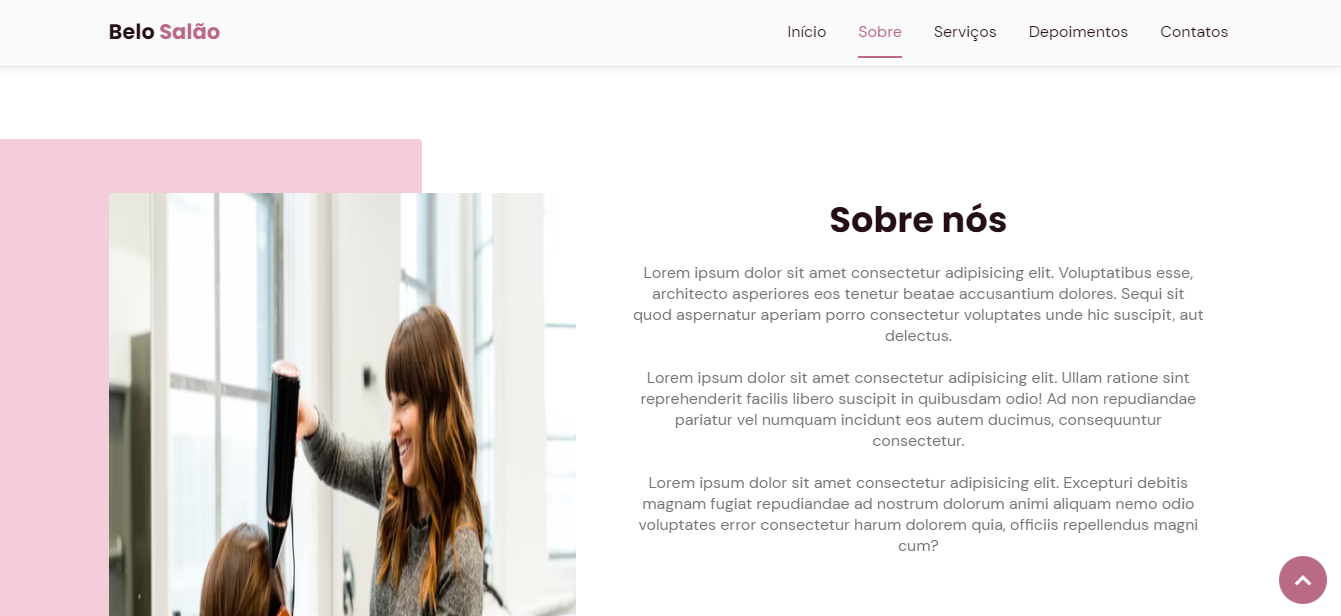 Belo Salão
Início Sobre Serviços Depoimentos Contatos
Sobre nós
Lorem ipsum dolor sit amet consectetur adipisicing elit. Voluptatibus esse,
architecto asperiores eos tenetur beatae accusantium dolores. Sequi sit
quod aspernatur aperiam porro consectetur voluptates unde hic suscipit, aut
delectus.
Lorem ipsum dolor sit amet consectetur adipisicing elit. Ullam ratione sint
reprehenderit facilis libero suscipit in quibusdam odio! Ad non repudiandae
pariatur vel numquam incidunt eos autem ducimus, consequuntur
consectetur.
Lorem ipsum dolor sit amet consectetur adipisicing elit. Excepturi debitis
magnam fugiat repudiandae ad nostrum dolorum animi aliquam nemo odio
voluptates error consectetur harum dolorem quia, officiis repellendus magni
cum?